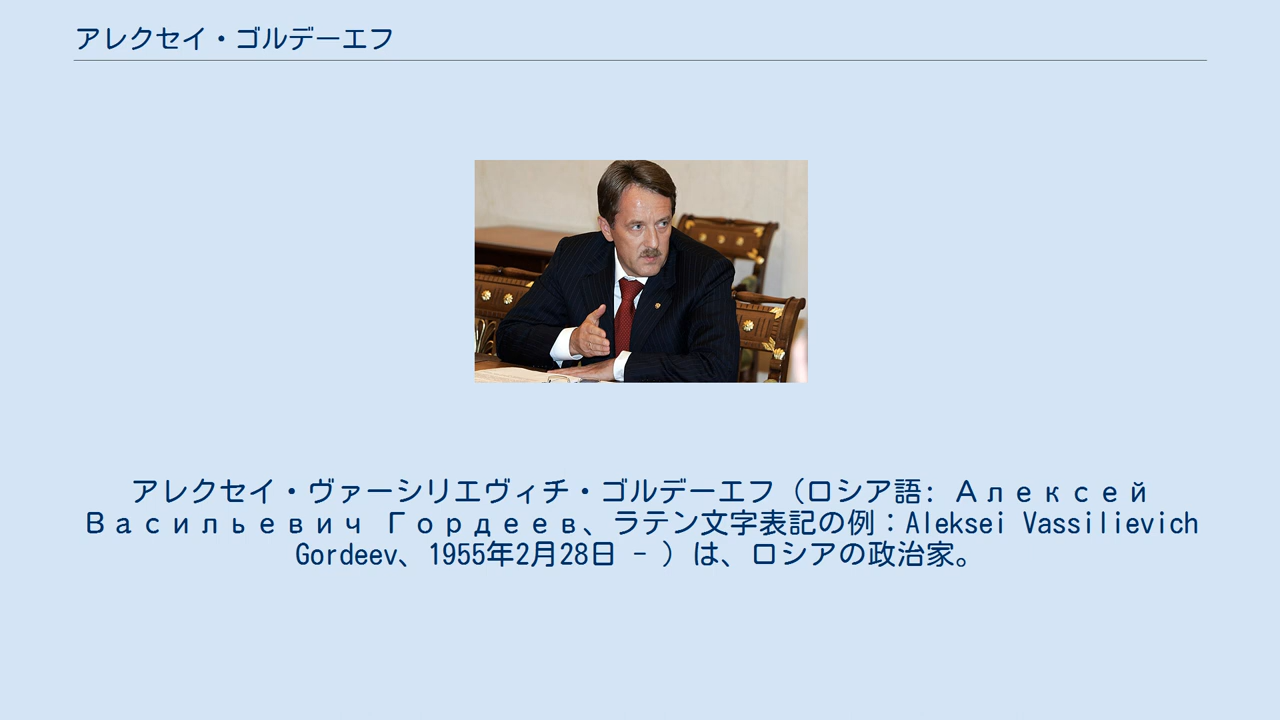 アレクセイ・ゴルデーエフ
アレクセイ・ヴァーシリエヴィチ・ゴルデーエフ（ロシア語: Алексей
Васильевич Гордеев、ラテン文字表記の例：Aleksei Vassilievich
Gordeev、1955年2月28日 - ）は、ロシアの政治家。